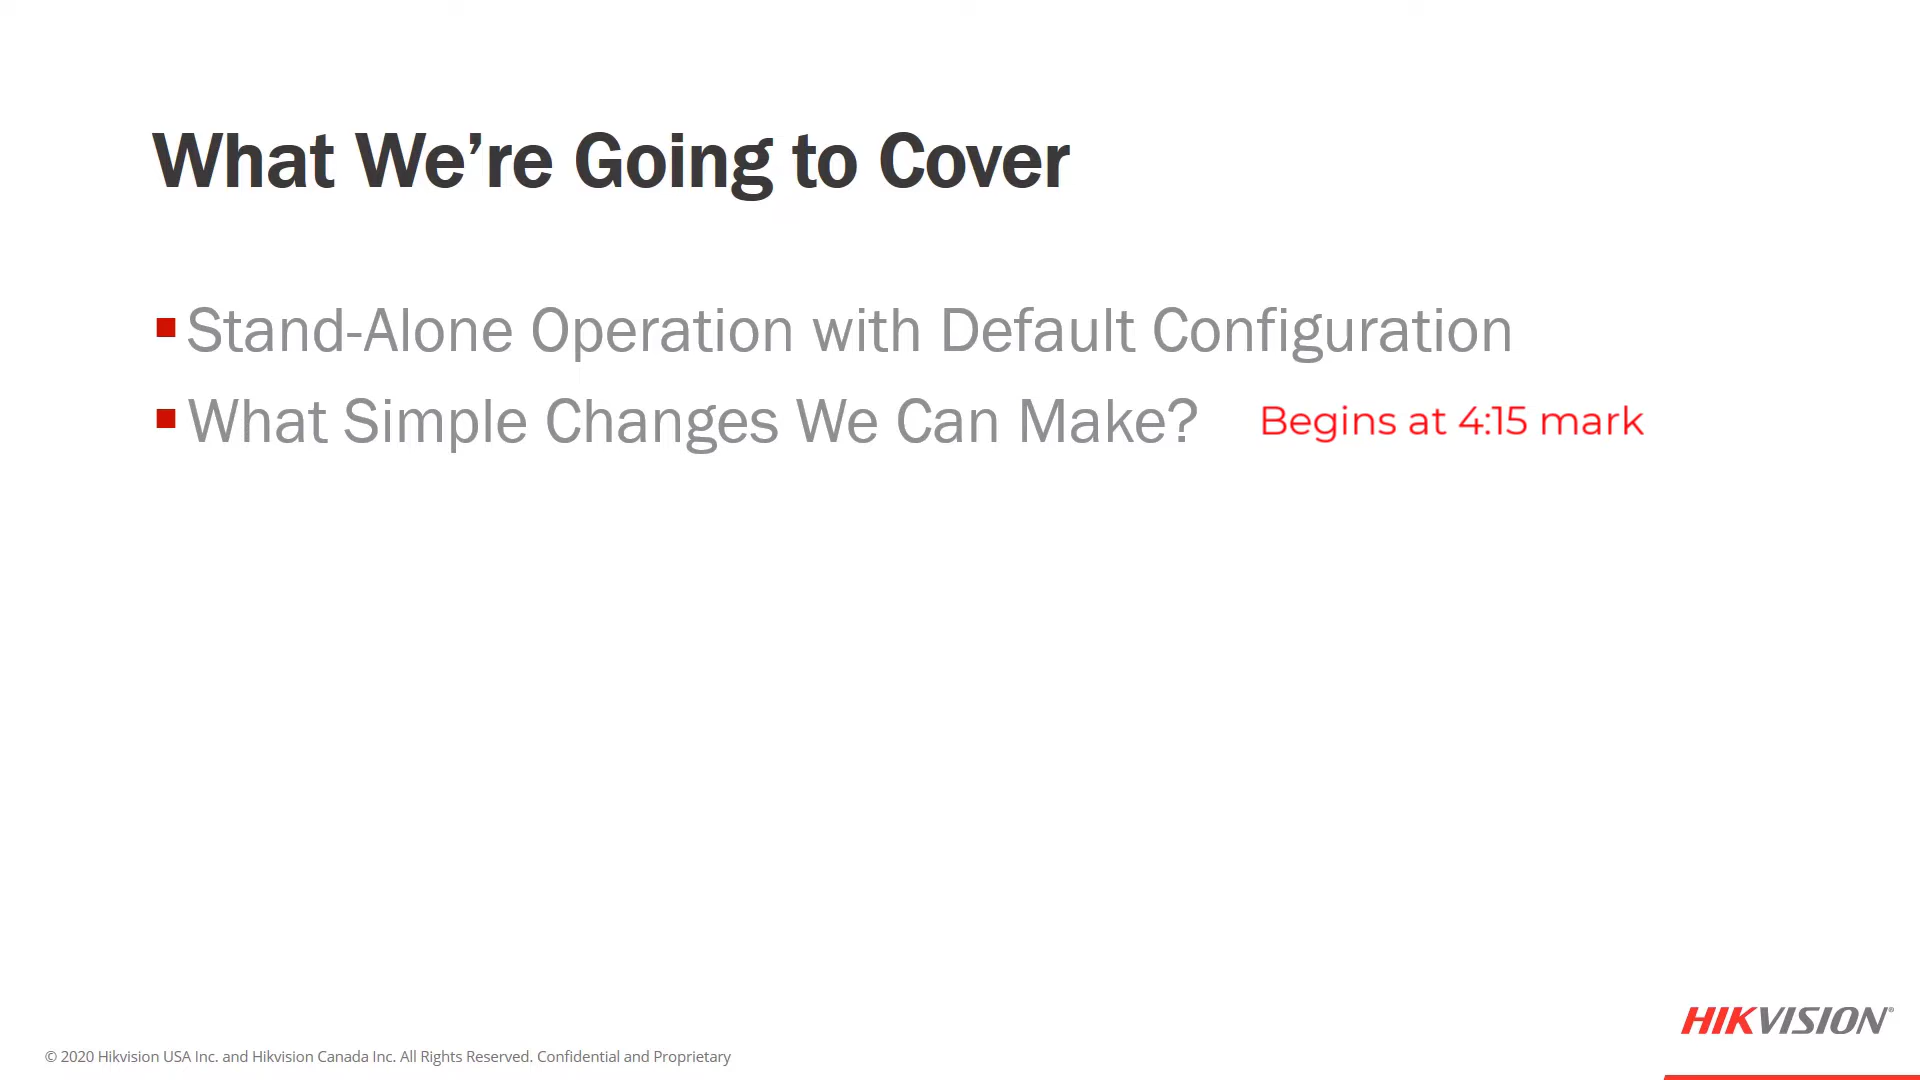 What We’re Going to Cover
Stand-Alone Operation with Default Configuration
What Simple Changes We Can Make? Begins at 4:15 mark
HIKVISION®
© 2020 Hikvision USA Inc. and Hikvision Canada Inc. All Rights Reserved. Confidential and Proprietary